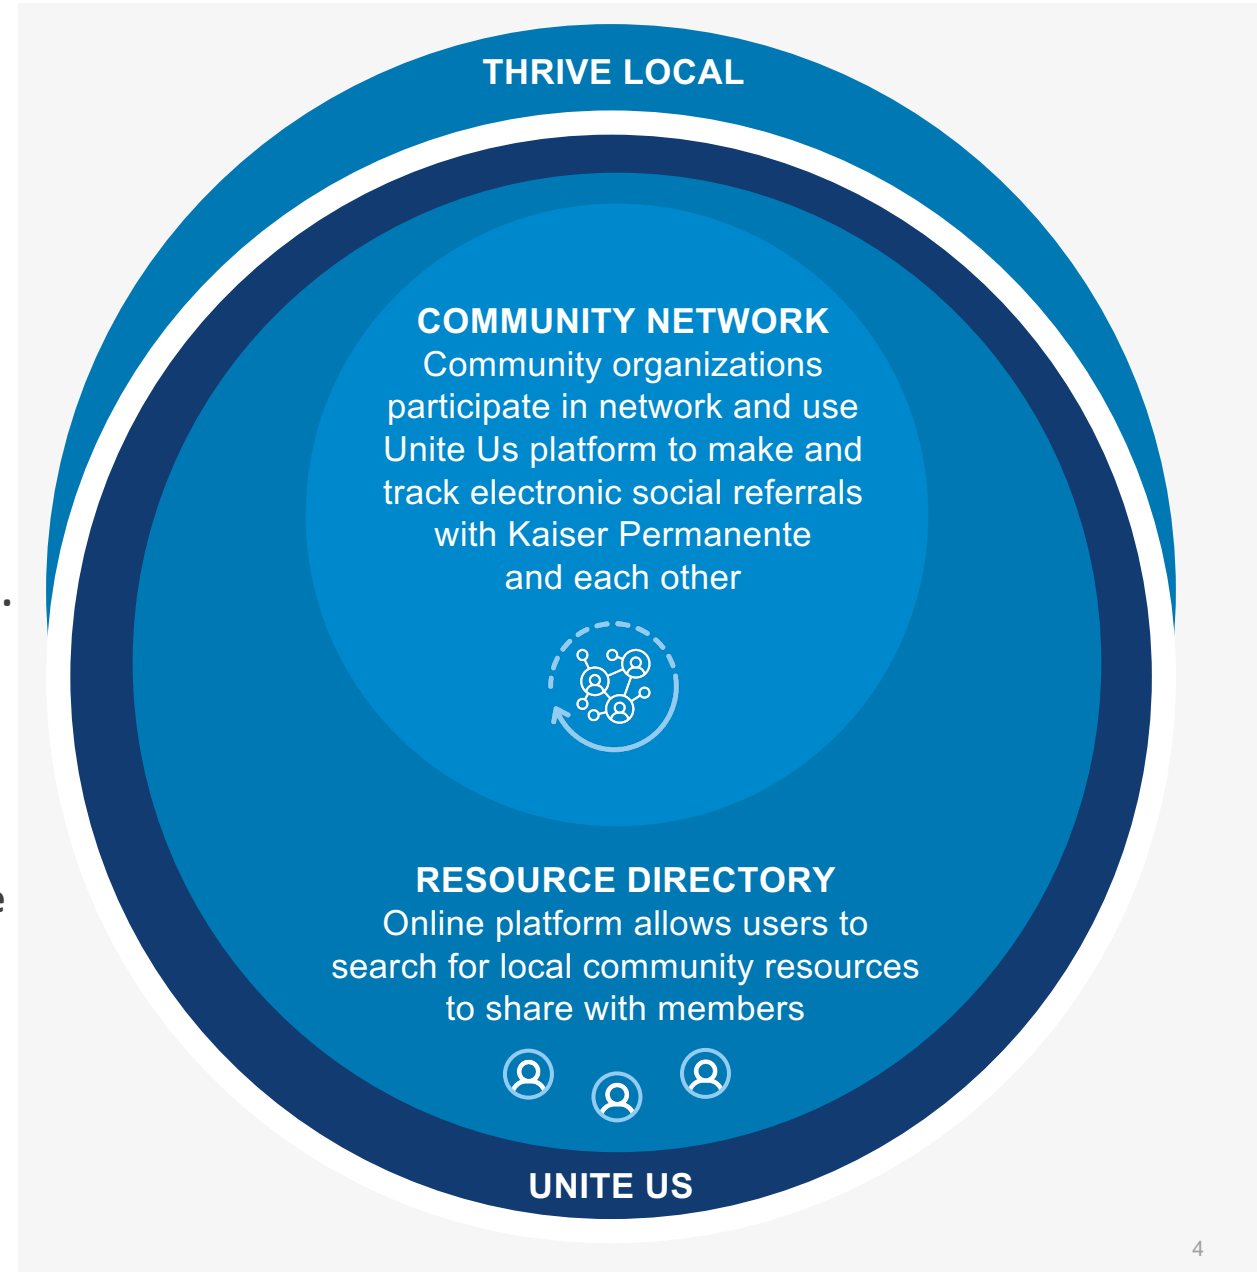 THRIVE LOCAL
COMMUNITY NETWORK
Community organizations
participate in network and use
Unite Us platform to make and
track electronic social referrals
with Kaiser Permanente
and each other
.
e
RESOURCE DIRECTORY
Online platform allows users to
search for local community resources
to share with members
UNITE US
4